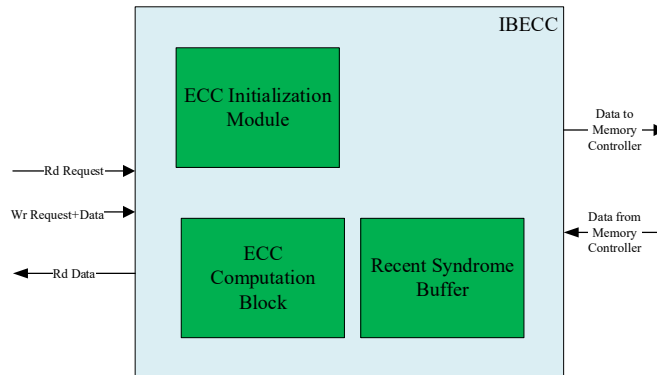 IBECC
ECC Initialization
Module
Data to
Memory
Controller
Rd Request
Wr Request+Data
Data from
Memory
Controller
Rd Data
ECC
Computation
Block
Recent Syndrome
Buffer